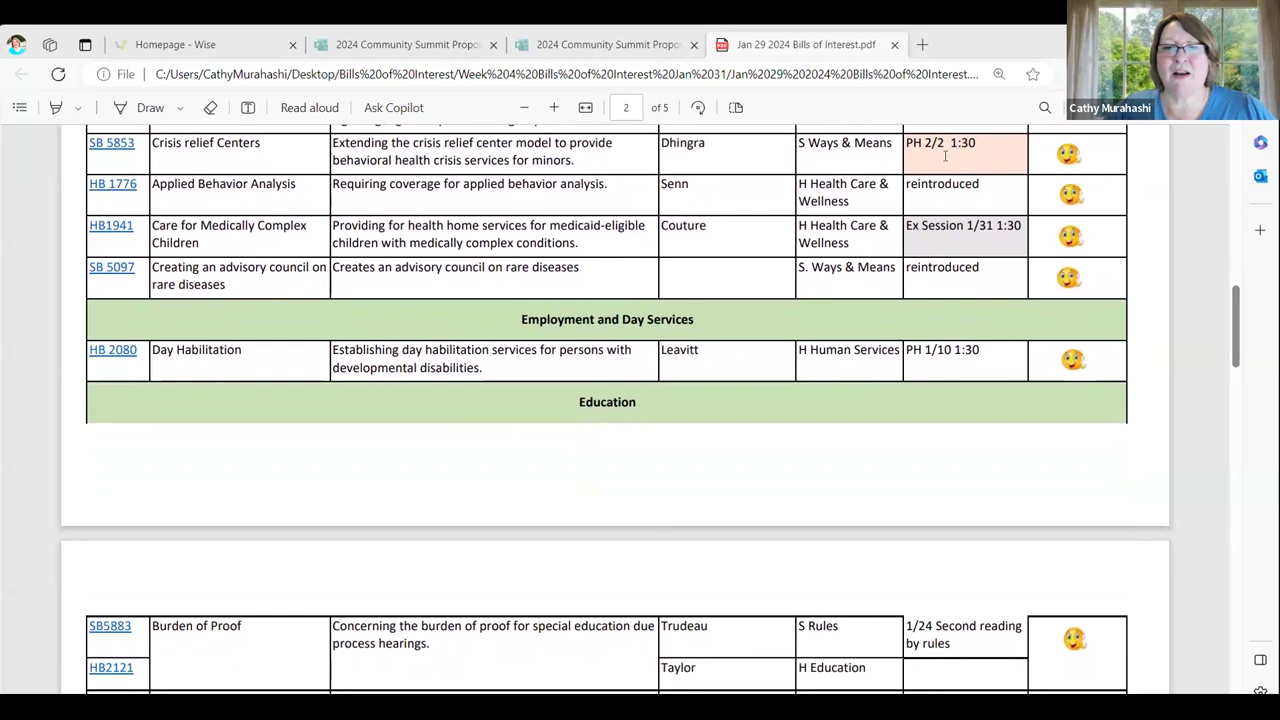 Homepage - Wise
2024 Community Summit Propo
2024 Community Summit Propo
Jan 29 2024 Bills of Interest.pdf
File
C:/Users/CathyMurahashi/Desktop/Bills%20of%20Interest/Week%204%20Bills%20of%20Interest%20Jan%2031/Jan%2029%202024%20Bills%20of%20Interest....
Draw
Read aloud
Ask Copilot
2
of 5
Cathy Murahashi
SB 5853
Crisis relief Centers
Extending the crisis relief center model to provide
behavioral health crisis services for minors.
Dhingra
S Ways & Means
PH 2/2 1:30
HB 1776
Applied Behavior Analysis
Requiring coverage for applied behavior analysis.
Senn
H Health Care &
Wellness
reintroduced
HB1941
Care for Medically Complex
Children
Providing for health home services for medicaid-eligible
children with medically complex conditions.
Couture
H Health Care &
Wellness
Ex Session 1/31 1:30
SB 5097
Creating an advisory council on
rare diseases
Creates an advisory council on rare diseases
S. Ways & Means
reintroduced
Employment and Day Services
HB 2080
Day Habilitation
Establishing day habilitation services for persons with
developmental disabilities.
Leavitt
H Human Services
PH 1/10 1:30
Education
SB5883
Burden of Proof
Concerning the burden of proof for special education due
process hearings.
Trudeau
S Rules
1/24 Second reading
by rules
HB2121
Taylor
H Education